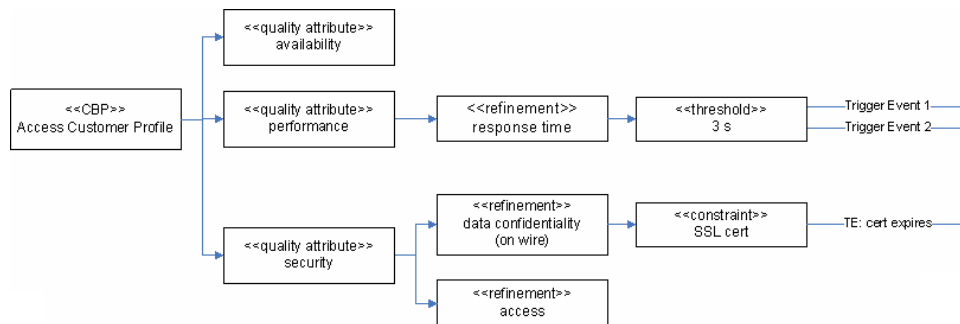 <<quality attribute>>
availability
<<CBP>>
Access Customer Profile
<<quality attribute>>
performance
<<refinement>>
response time
<<threshold>>
3 s
Trigger Event 1
Trigger Event 2
<<quality attribute>>
security
<<refinement>>
data confidentiality
(on wire)
<<constraint>>
SSL cert
TE: cert expires
<<refinement>>
access